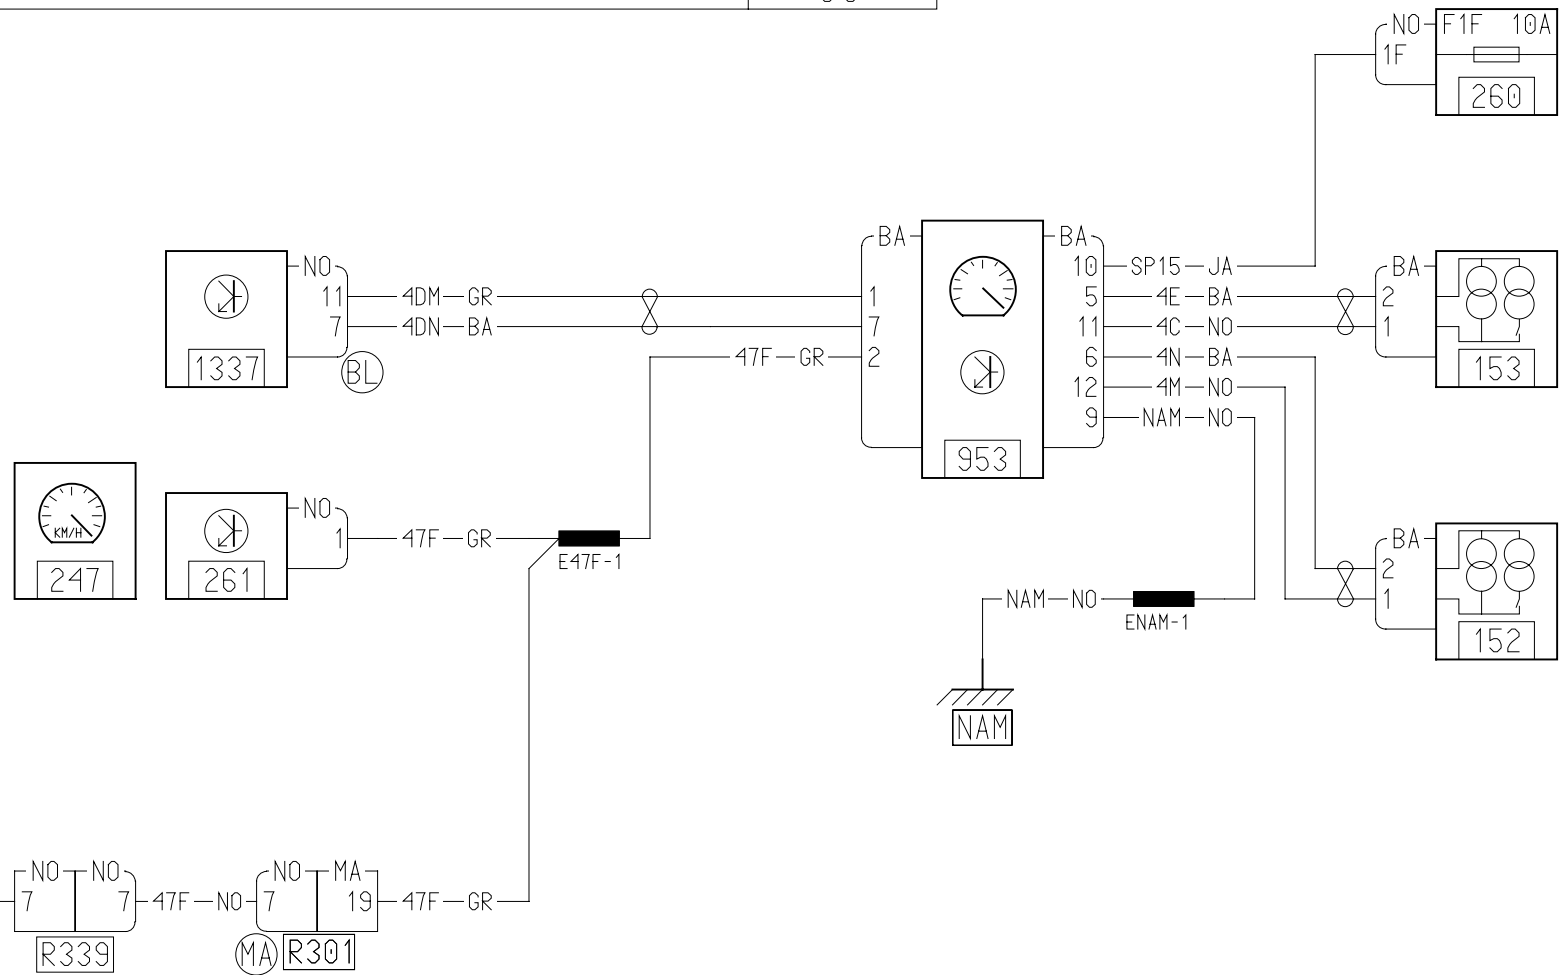 NO F1F 10A
1F
260
NO
11 4DM GR
7 4DN BA
1337
BL
BA
1
7
47F GR 2
953
BA
10 SP15 JA
5 4E BA
11 4C NO
6 4N BA
12 4M NO
9 NAM NO
BA
2
1
153
KM/H
247
NO
1 47F GR
261
E47F-1
NAM NO
ENAM-1
NAM
BA
2
1
152
NO NO
7 7 47F NO
R339
NO MA
7 19 47F GR
MA R301